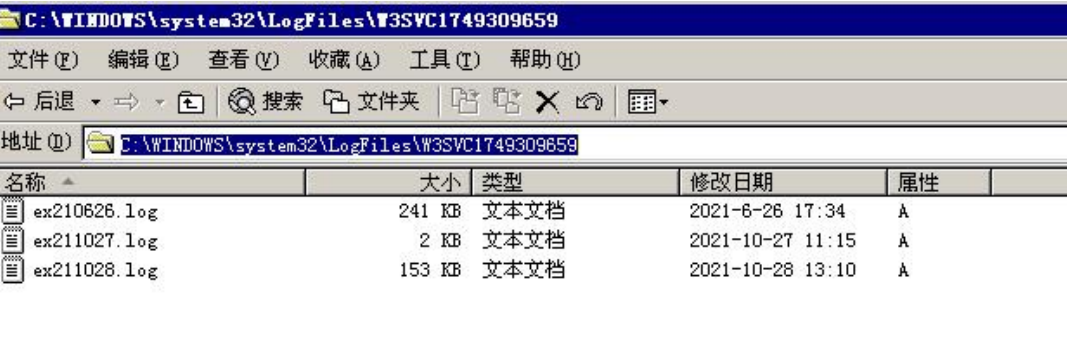 C:\WINDOWS\system32\LogFiles\W3SVC1749309659
文件(F) 编辑(E) 查看(V) 收藏(A) 工具(T) 帮助(H)
后退 搜索 文件夹
地址(D) C:\WINDOWS\system32\LogFiles\W3SVC1749309659
名称 大小 类型 修改日期 属性
ex210626.log 241 KB 文本文档 2021-6-26 17:34 A
ex211027.log 2 KB 文本文档 2021-10-27 11:15 A
ex211028.log 153 KB 文本文档 2021-10-28 13:10 A